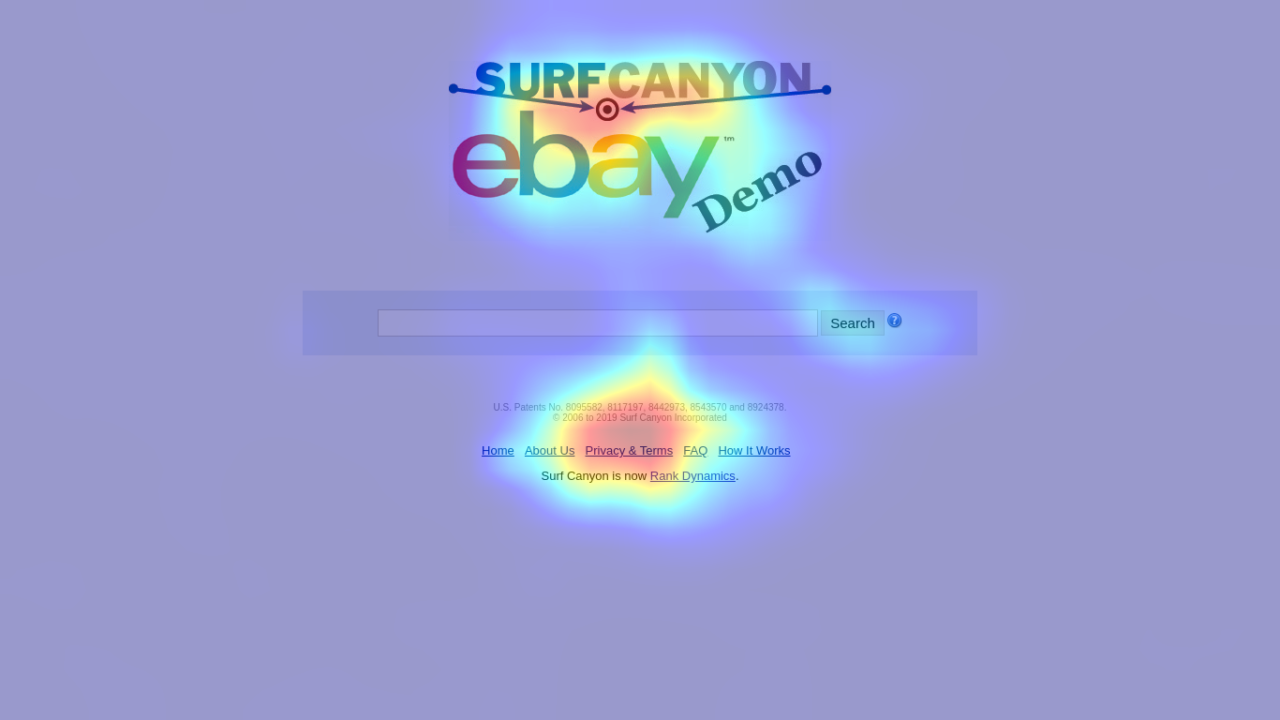 SURFCANYON
ebay™
Demo
Search ?
U.S. Patents No. 8095582, 8117197, 8442973, 8543570 and 8924378.
© 2006 to 2019 Surf Canyon Incorporated
Home About Us Privacy & Terms FAQ How It Works
Surf Canyon is now Rank Dynamics.